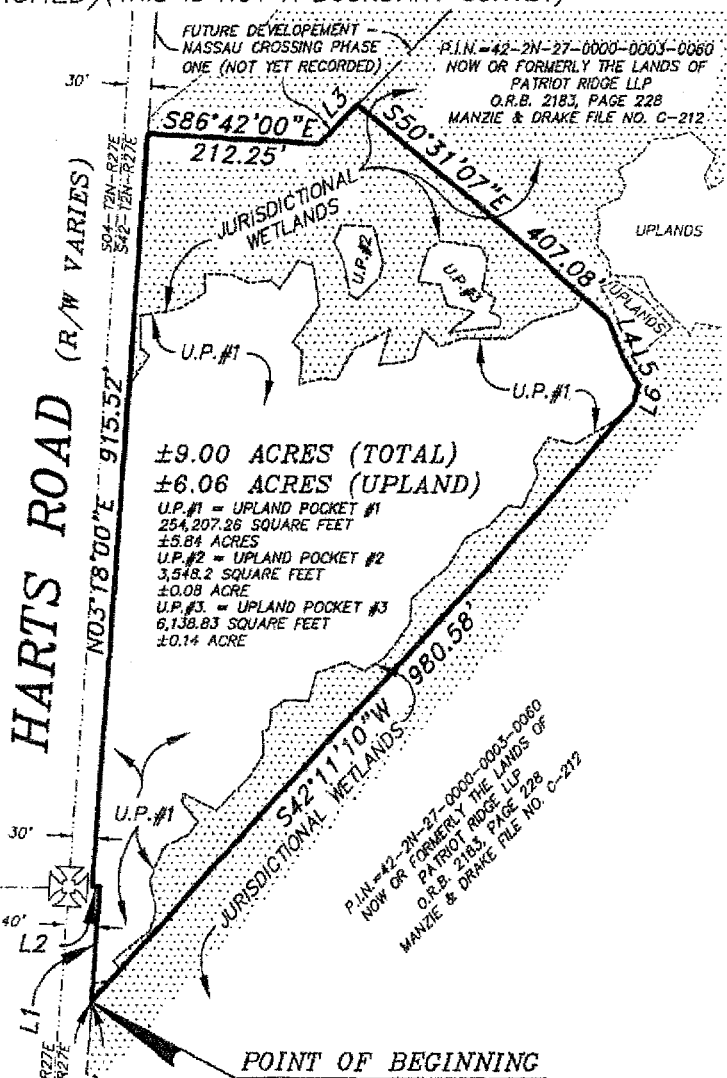 FUTURE DEVELOPEMENT -
NASSAU CROSSING PHASE
ONE (NOT YET RECORDED)
P.I.N.=42-2N-27-0000-0003-0060
NOW OR FORMERLY THE LANDS OF
PATRIOT RIDGE LLP
O.R.B. 2183, PAGE 228
MANZIE & DRAKE FILE NO. C-212
30'
S86°42'00"E
212.25'
L3
S50°31'07"E
407.08'
S04-T2N-R27E
S42-T2N-R27E
JURISDICTIONAL
WETLANDS
U.P.#2
U.P.#3
UPLANDS
UPLANDS
L4
15.97
U.P.#1
U.P.#1
HARTS ROAD (R/W VARIES)
N03°18'00"E 915.52'
±9.00 ACRES (TOTAL)
±6.06 ACRES (UPLAND)
U.P.#1 = UPLAND POCKET #1
254,207.26 SQUARE FEET
±5.84 ACRES
U.P.#2 = UPLAND POCKET #2
3,548.2 SQUARE FEET
±0.08 ACRE
U.P.#3. = UPLAND POCKET #3
6,138.83 SQUARE FEET
±0.14 ACRE
S42°11'10"W 980.58'
JURISDICTIONAL WETLANDS
U.P.#1
P.I.N.=42-2N-27-0000-0003-0060
NOW OR FORMERLY THE LANDS OF
PATRIOT RIDGE LLP
O.R.B. 2183, PAGE 228
MANZIE & DRAKE FILE NO. C-212
30'
40'
L2
L1
R27E
R27E
POINT OF BEGINNING